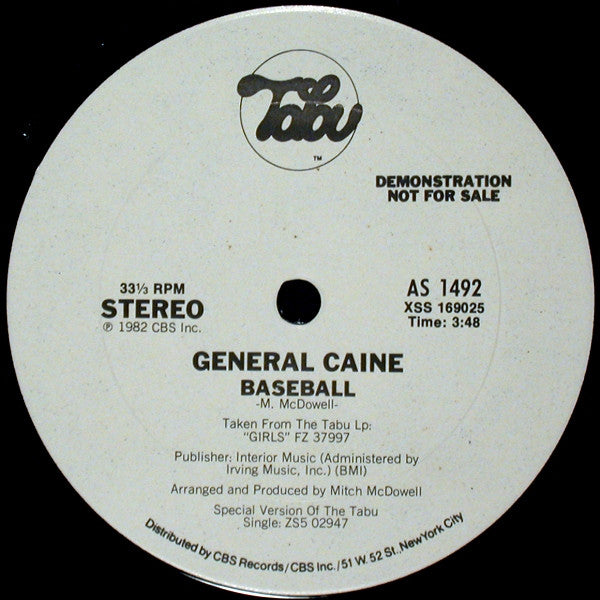 Tabu
TM
DEMONSTRATION
NOT FOR SALE
33⅓ RPM
STEREO
℗ 1982 CBS Inc.
AS 1492
XSS 169025
Time: 3:48
GENERAL CAINE
BASEBALL
-M. McDowell-
Taken From The Tabu Lp:
"GIRLS" FZ 37997
Publisher: Interior Music (Administered by
Irving Music, Inc.) (BMI)
Arranged and Produced by Mitch McDowell
Special Version Of The Tabu
Single: ZS5 02947
Distributed by CBS Records/CBS Inc./51 W. 52 St., New York City